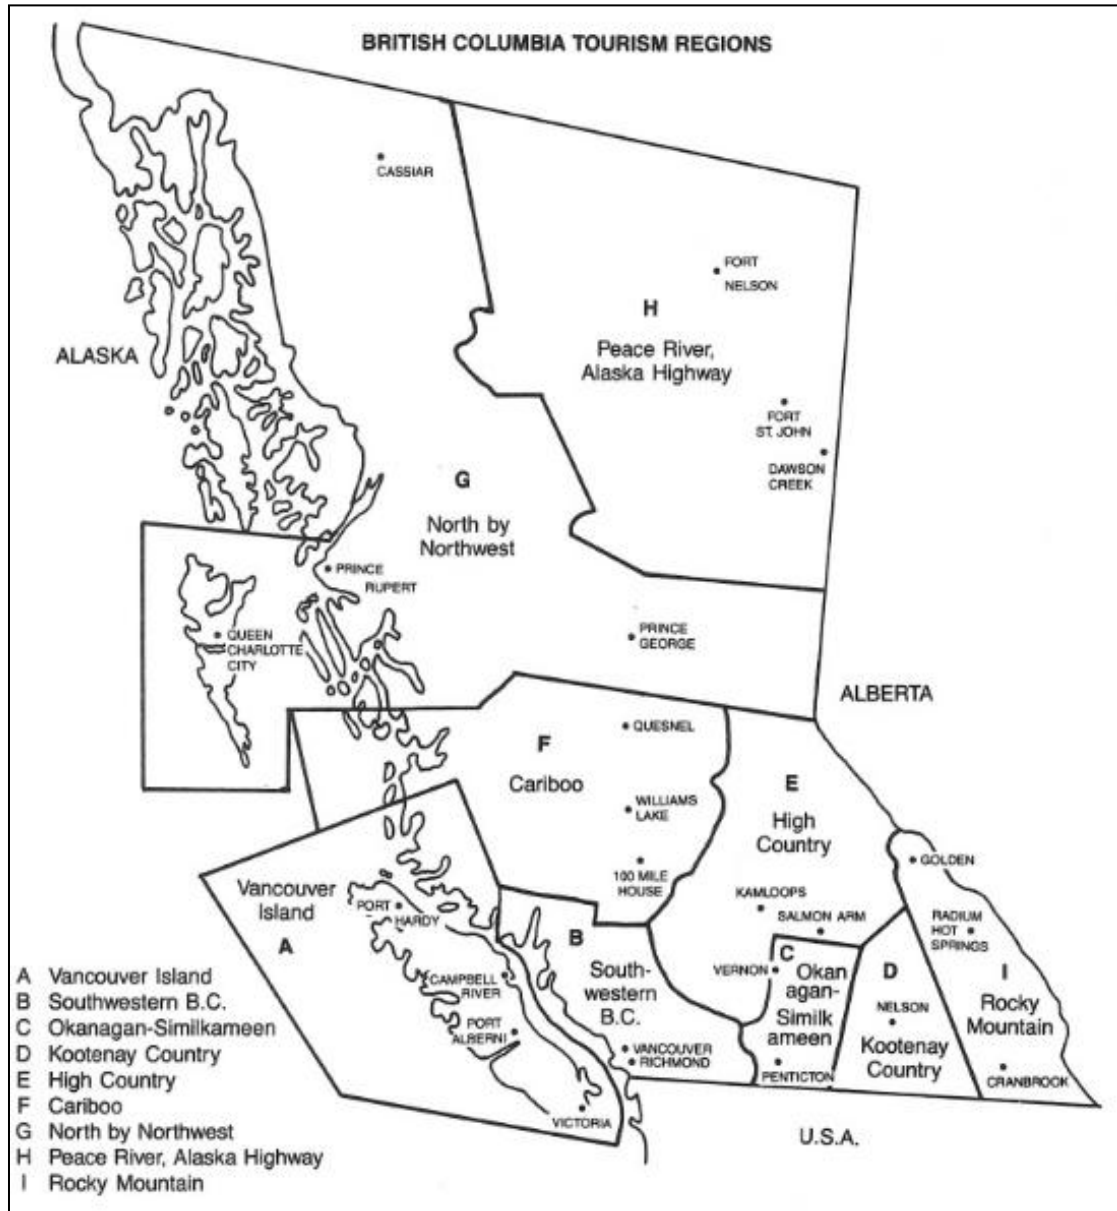 BRITISH COLUMBIA TOURISM REGIONS
CASSIAR
FORT
NELSON
H
Peace River,
Alaska Highway
ALASKA
FORT
ST. JOHN
DAWSON
CREEK
G
North by
Northwest
PRINCE
RUPERT
QUEEN
CHARLOTTE
CITY
PRINCE
GEORGE
ALBERTA
QUESNEL
F
Cariboo
WILLIAMS
LAKE
100 MILE
HOUSE
E
High
Country
GOLDEN
KAMLOOPS
SALMON ARM
RADIUM
HOT
SPRINGS
Vancouver
Island
PORT
HARDY
A
B
South-
western
B.C.
VERNON
C
Okan
agan-
Similk
ameen
D
NELSON
Kootenay
Country
I
Rocky
Mountain
CAMPBELL
RIVER
PORT
ALBERNI
VANCOUVER
RICHMOND
PENTICTON
CRANBROOK
VICTORIA
U.S.A.
A Vancouver Island
B Southwestern B.C.
C Okanagan-Similkameen
D Kootenay Country
E High Country
F Cariboo
G North by Northwest
H Peace River, Alaska Highway
I Rocky Mountain